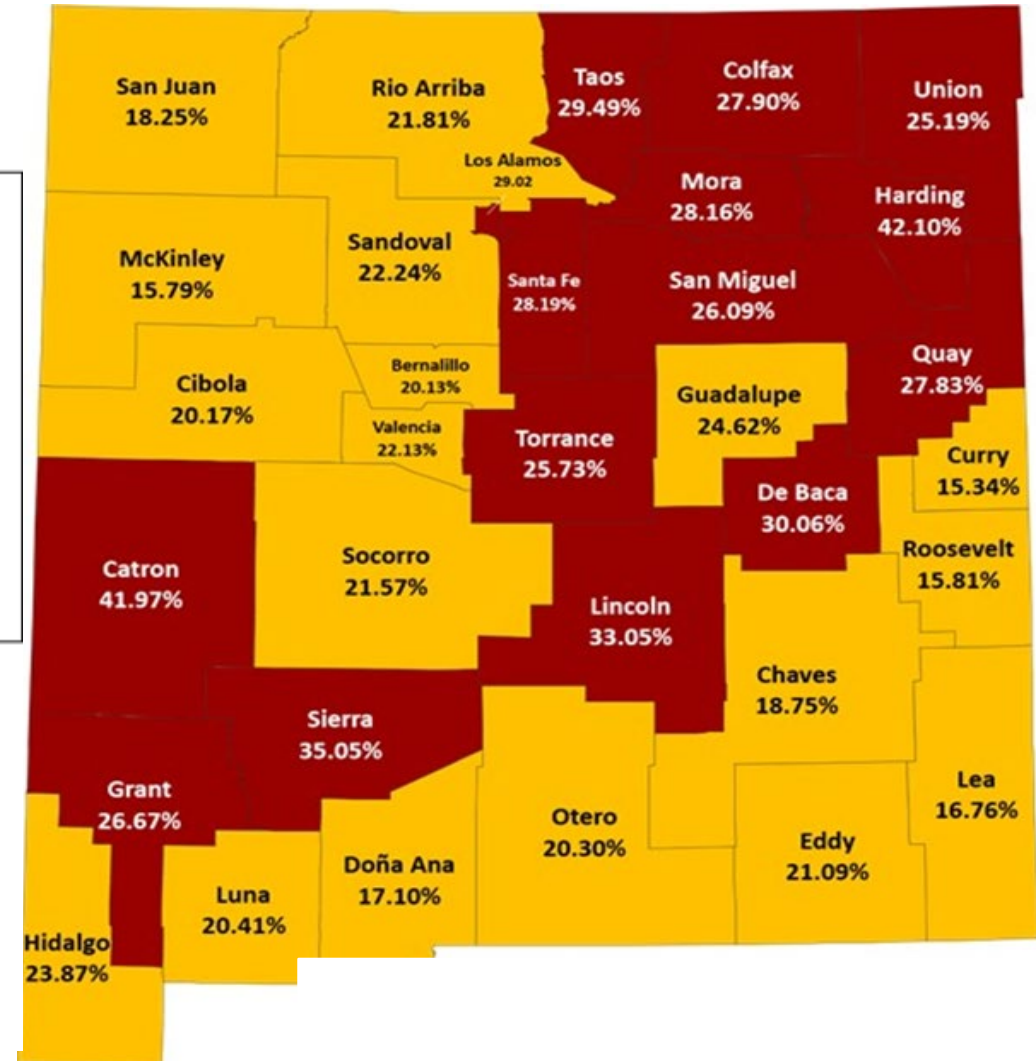 San Juan
18.25%
Rio Arriba
21.81%
Taos
29.49%
Colfax
27.90%
Union
25.19%
Los Alamos
29.02
Mora
28.16%
Harding
42.10%
McKinley
15.79%
Sandoval
22.24%
Santa Fe
28.19%
San Miguel
26.09%
Quay
27.83%
Cibola
20.17%
Bernalillo
20.13%
Valencia
22.13%
Torrance
25.73%
Guadalupe
24.62%
Curry
15.34%
De Baca
30.06%
Roosevelt
15.81%
Catron
41.97%
Socorro
21.57%
Lincoln
33.05%
Chaves
18.75%
Sierra
35.05%
Grant
26.67%
Otero
20.30%
Lea
16.76%
Eddy
21.09%
Doña Ana
17.10%
Luna
20.41%
Hidalgo
23.87%